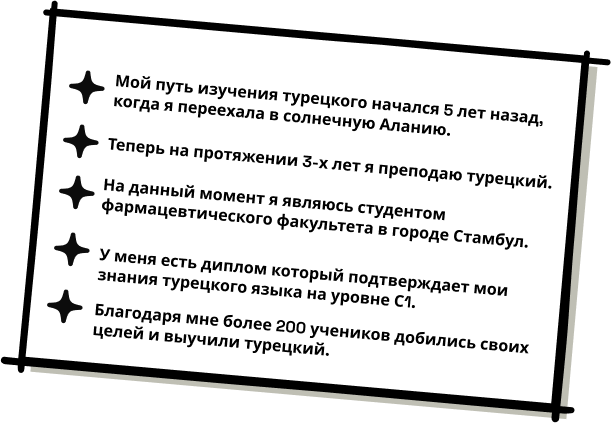 Мой путь изучения турецкого начался 5 лет назад,
когда я переехала в солнечную Аланию.
Теперь на протяжении 3-х лет я преподаю турецкий.
На данный момент я являюсь студентом
фармацевтического факультета в городе Стамбул.
У меня есть диплом который подтверждает мои
знания турецкого языка на уровне С1.
Благодаря мне более 200 учеников добились своих
целей и выучили турецкий.